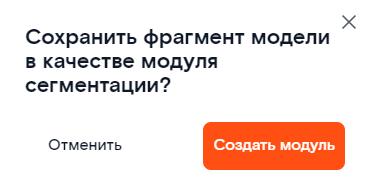 Сохранить фрагмент модели
в качестве модуля
сегментации?
Отменить
Создать модуль